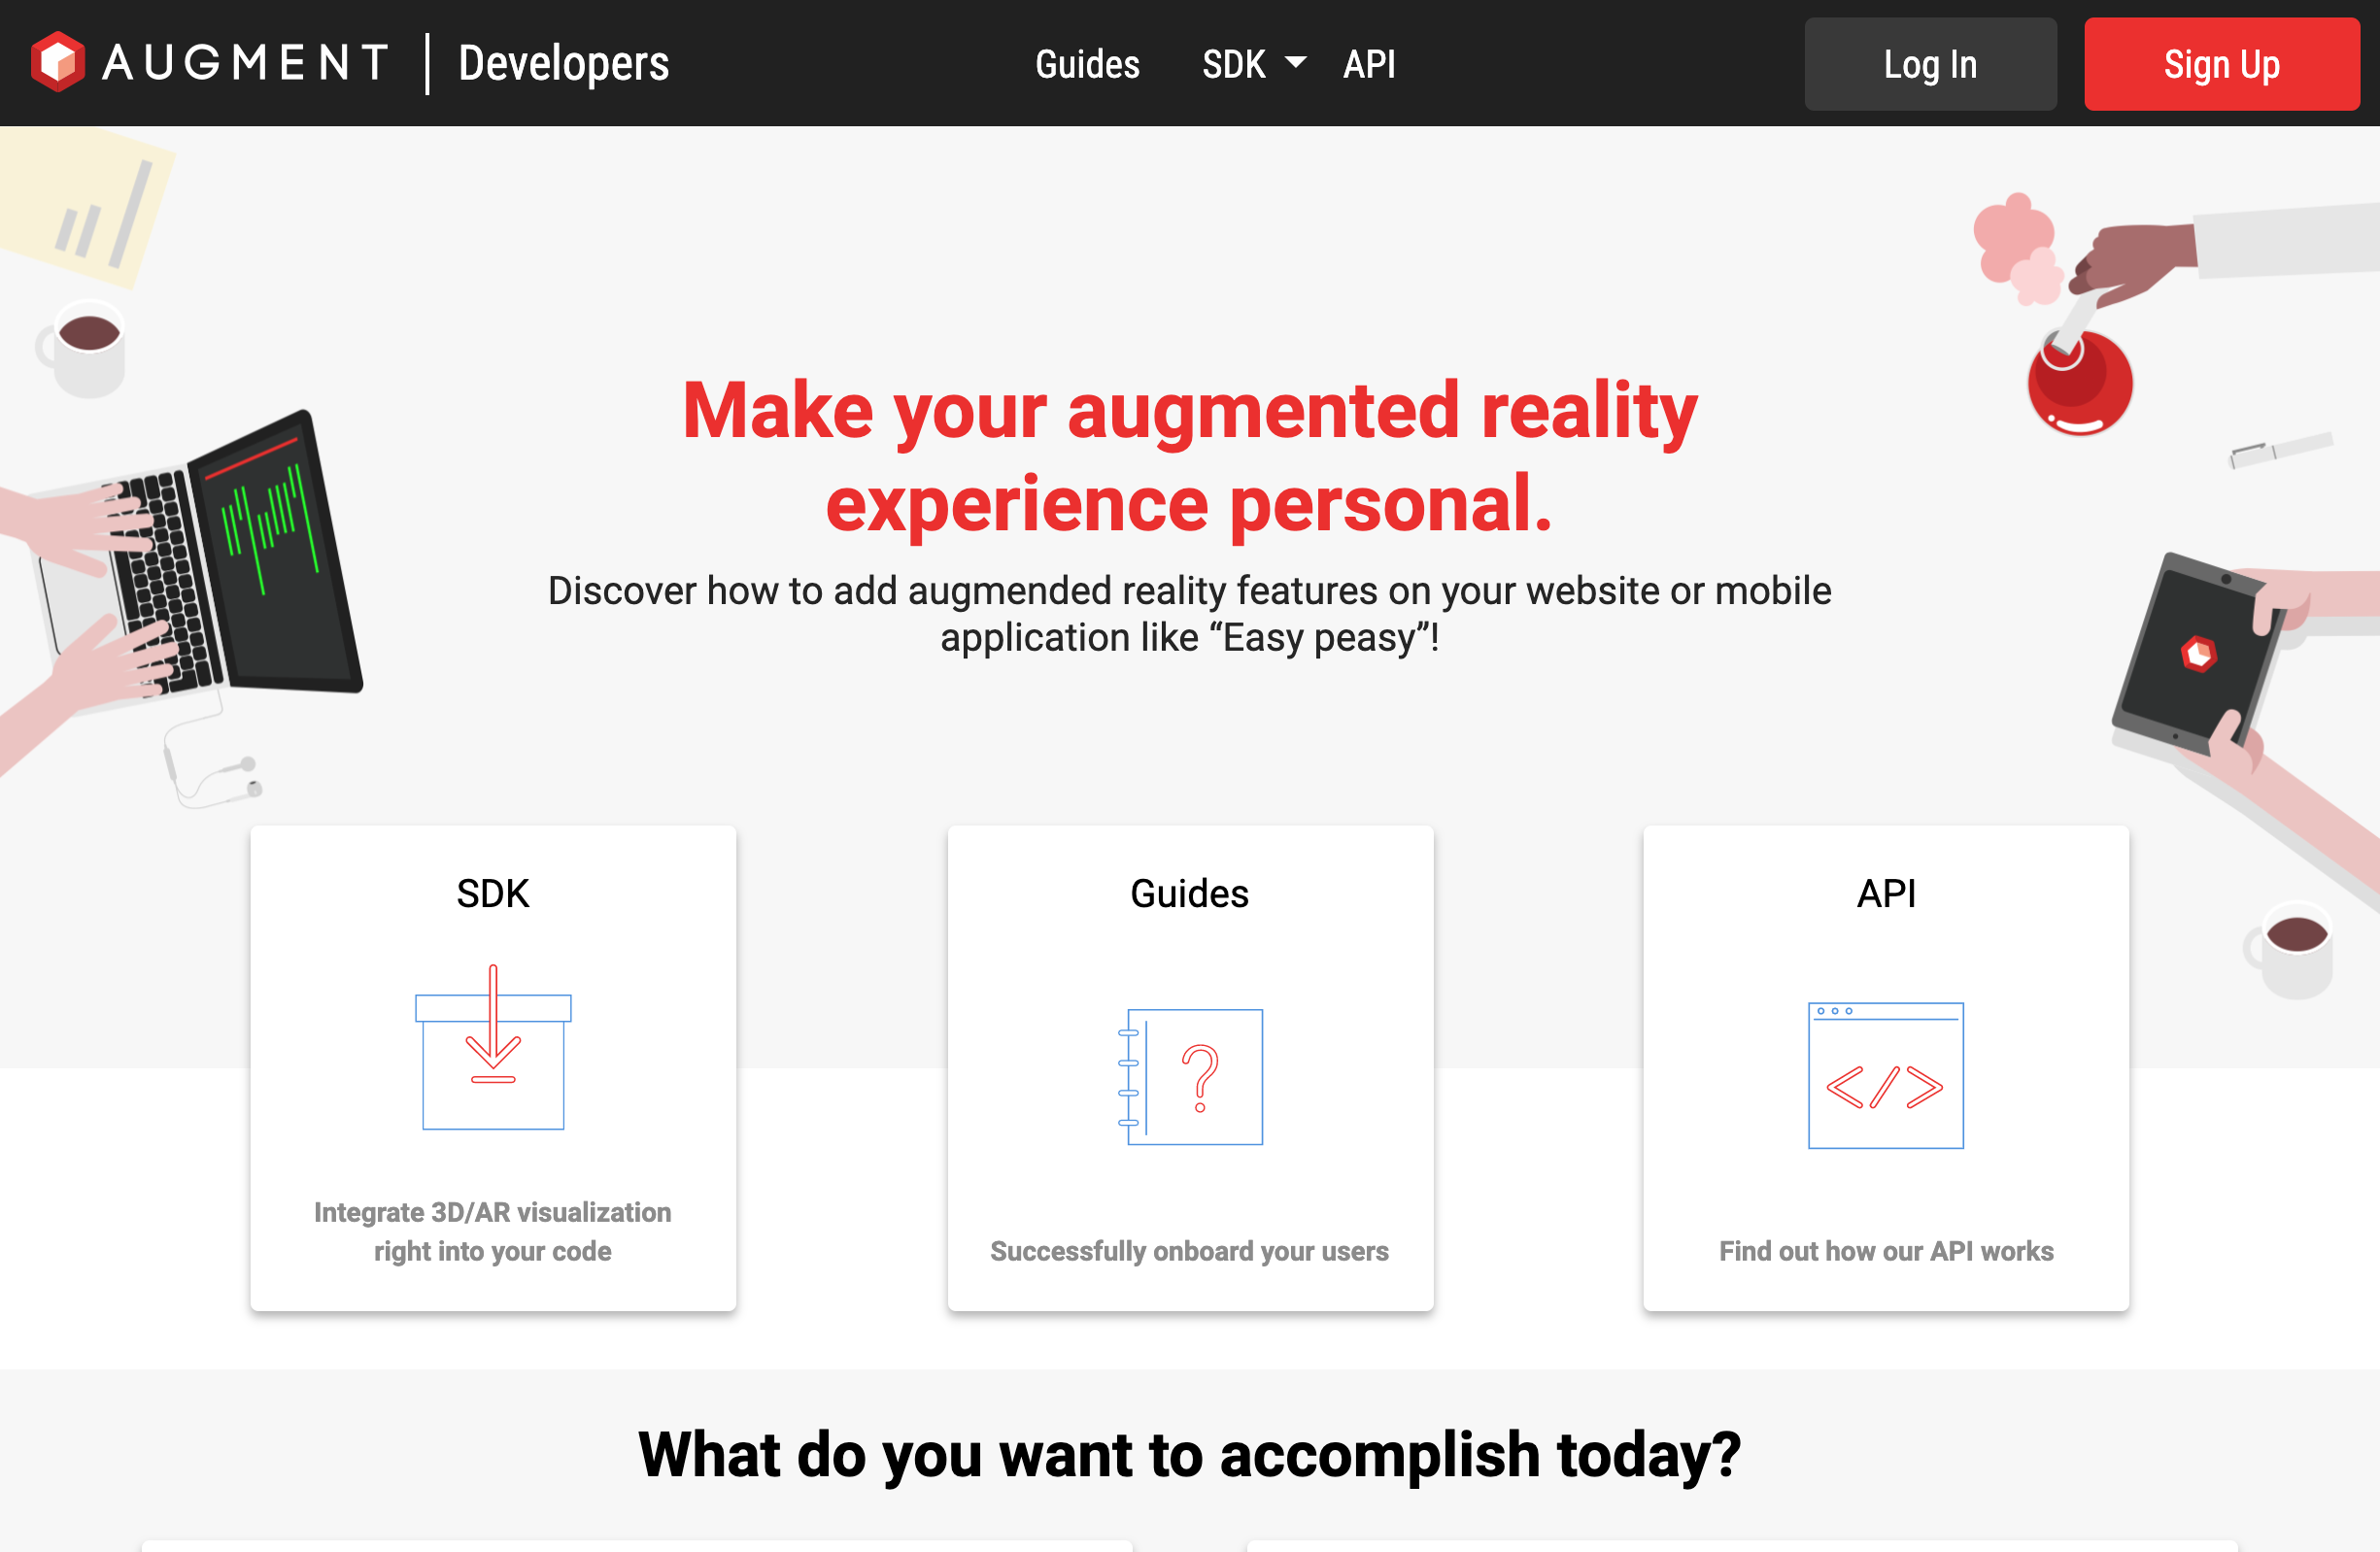 AUGMENT | Developers
Guides
SDK
API
Log In
Sign Up
Make your augmented reality
experience personal.
Discover how to add augmended reality features on your website or mobile
application like “Easy peasy”!
SDK
Integrate 3D/AR visualization
right into your code
Guides
?
Successfully onboard your users
API
</>
Find out how our API works
What do you want to accomplish today?